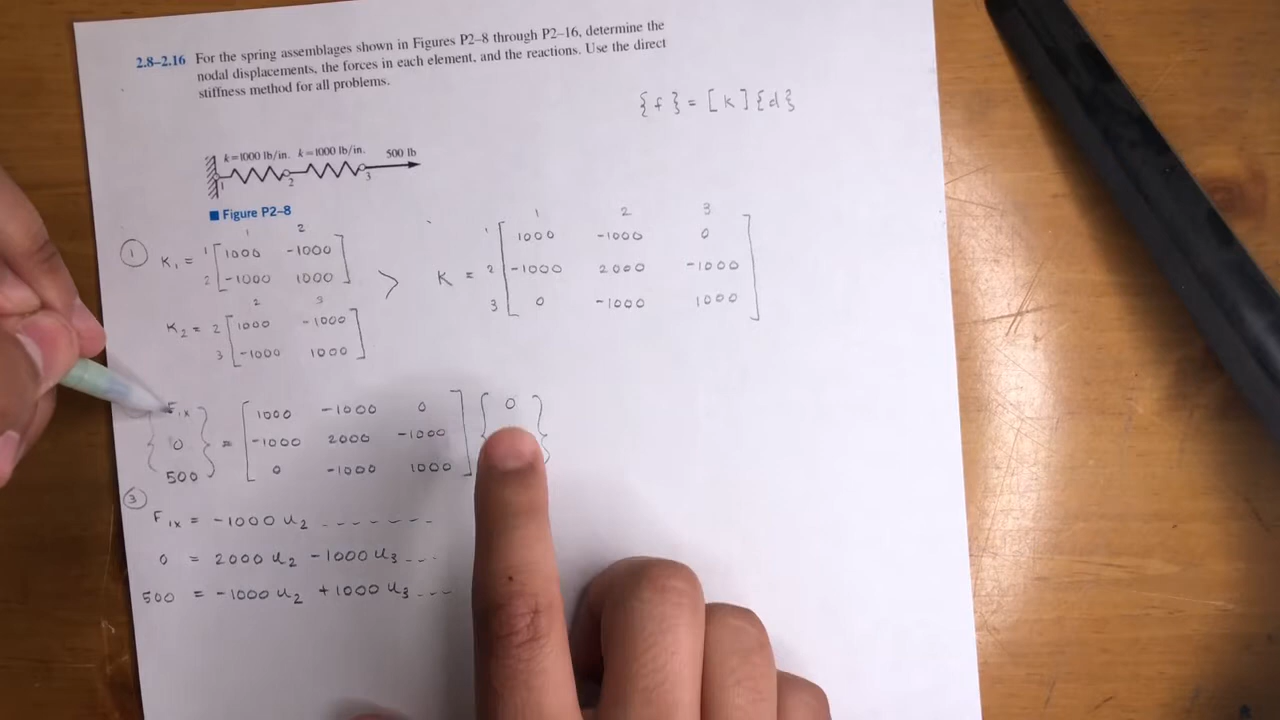 2.8–2.16 For the spring assemblages shown in Figures P2–8 through P2–16, determine the
nodal displacements, the forces in each element, and the reactions. Use the direct
stiffness method for all problems.
{f} = [k]{d}
k=1000 lb/in. k=1000 lb/in. 500 lb
1 2 3
■ Figure P2–8
1 2
① K₁ = 1 [1000 -1000
2 -1000 1000]
2 3
K₂ = 2 [1000 -1000
3 -1000 1000]
>
1 2 3
1 [1000 -1000 0
K = 2 -1000 2000 -1000
3 0 -1000 1000]
{F₁ₓ [1000 -1000 0 {0
0 = -1000 2000 -1000
500} 0 -1000 1000] }
③
F₁ₓ = -1000 u₂ - - - - - - -
0 = 2000 u₂ - 1000 u₃ - - -
500 = -1000 u₂ + 1000 u₃ - - -